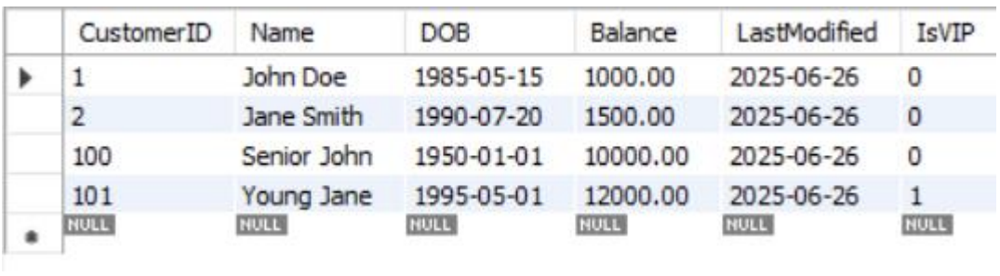 CustomerID Name DOB Balance LastModified IsVIP
1 John Doe 1985-05-15 1000.00 2025-06-26 0
2 Jane Smith 1990-07-20 1500.00 2025-06-26 0
100 Senior John 1950-01-01 10000.00 2025-06-26 0
101 Young Jane 1995-05-01 12000.00 2025-06-26 1
NULL NULL NULL NULL NULL NULL